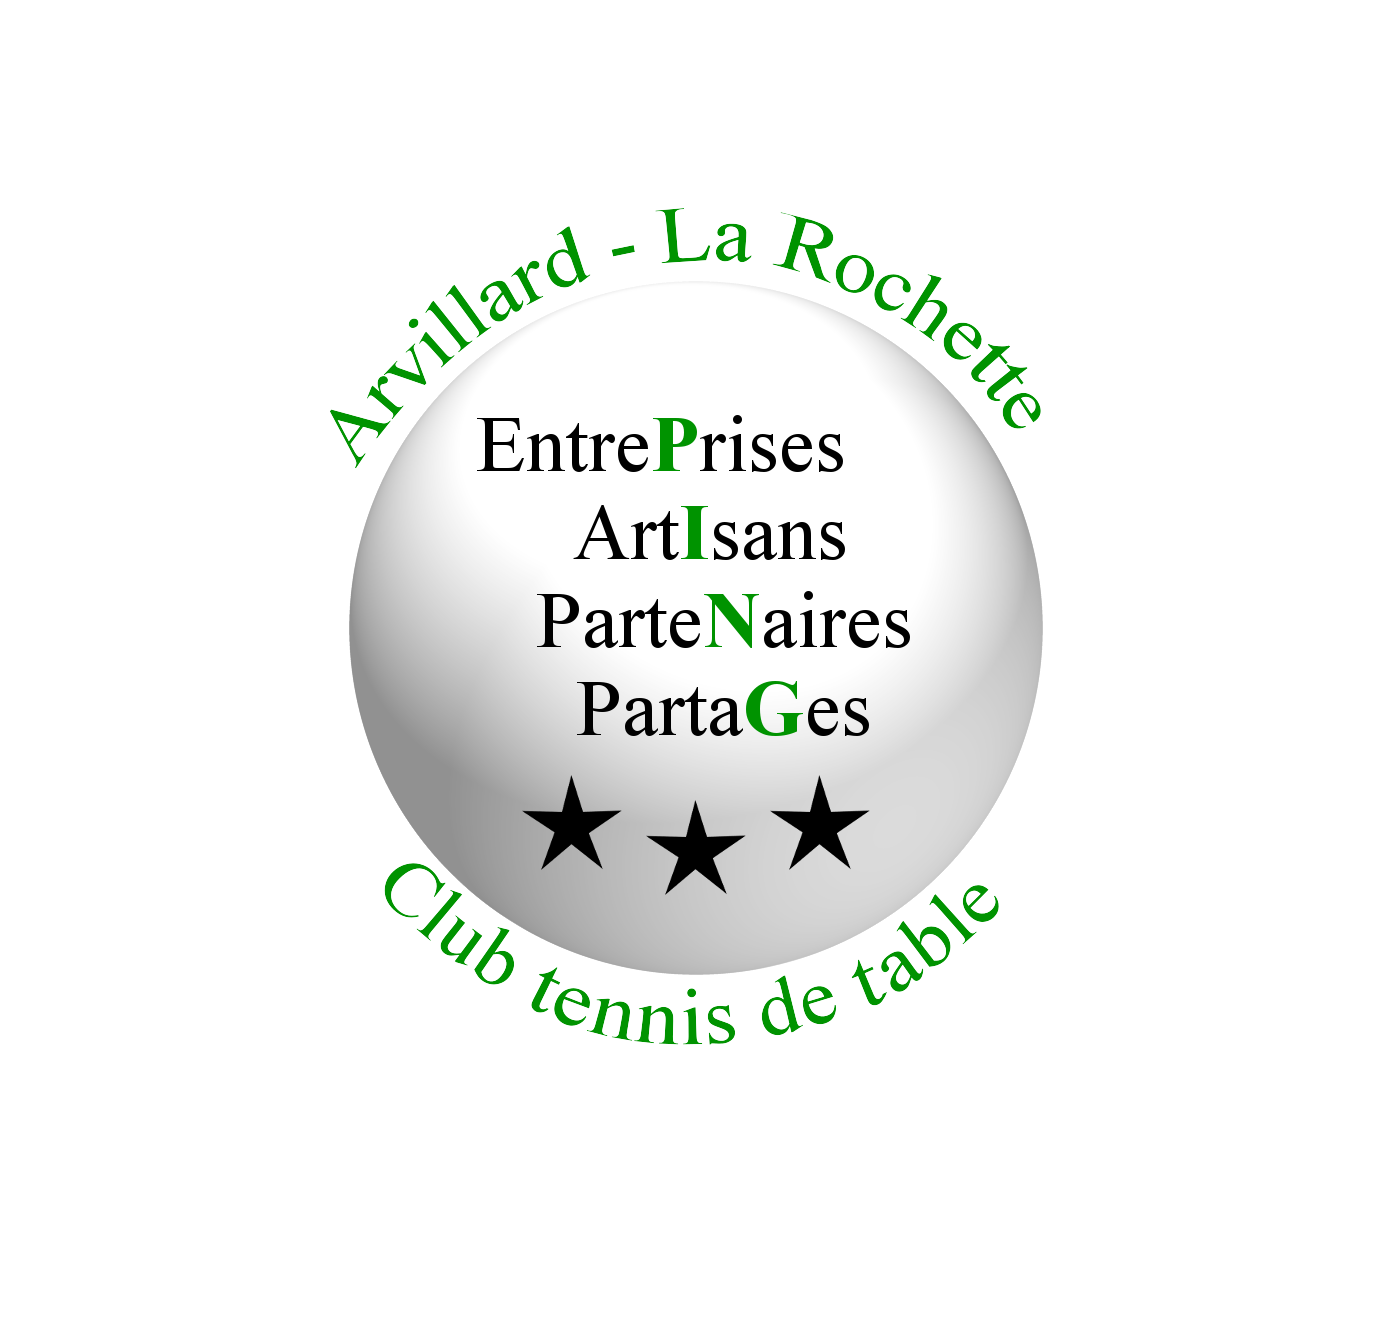 Arvillard - La Rochette
EntrePrises
ArtIsans
ParteNaires
PartaGes
Club tennis de table